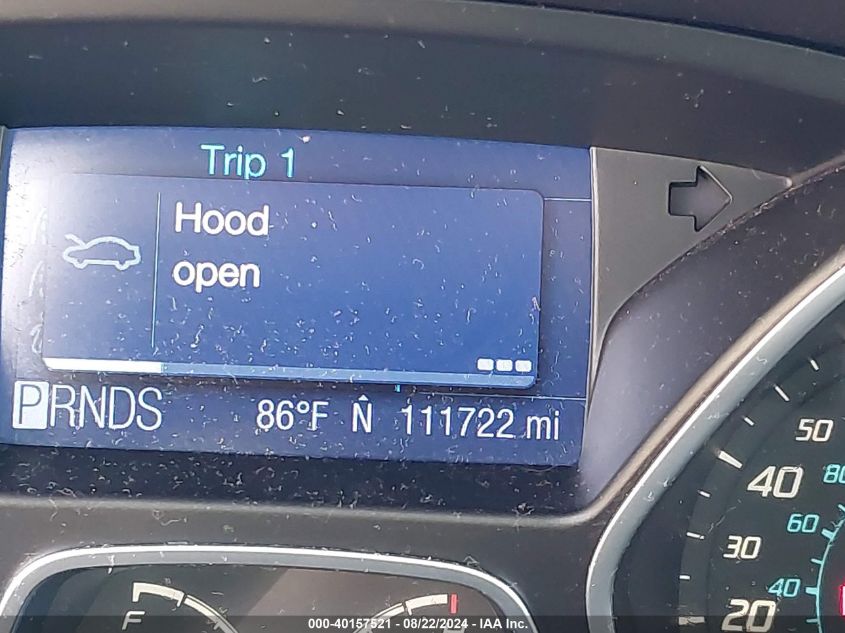 Trip 1
Hood
open
PRNDS 86°F N 111722 mi
50
40
80
60
30
40
20
F
000-40157521 - 08/22/2024 - IAA Inc.